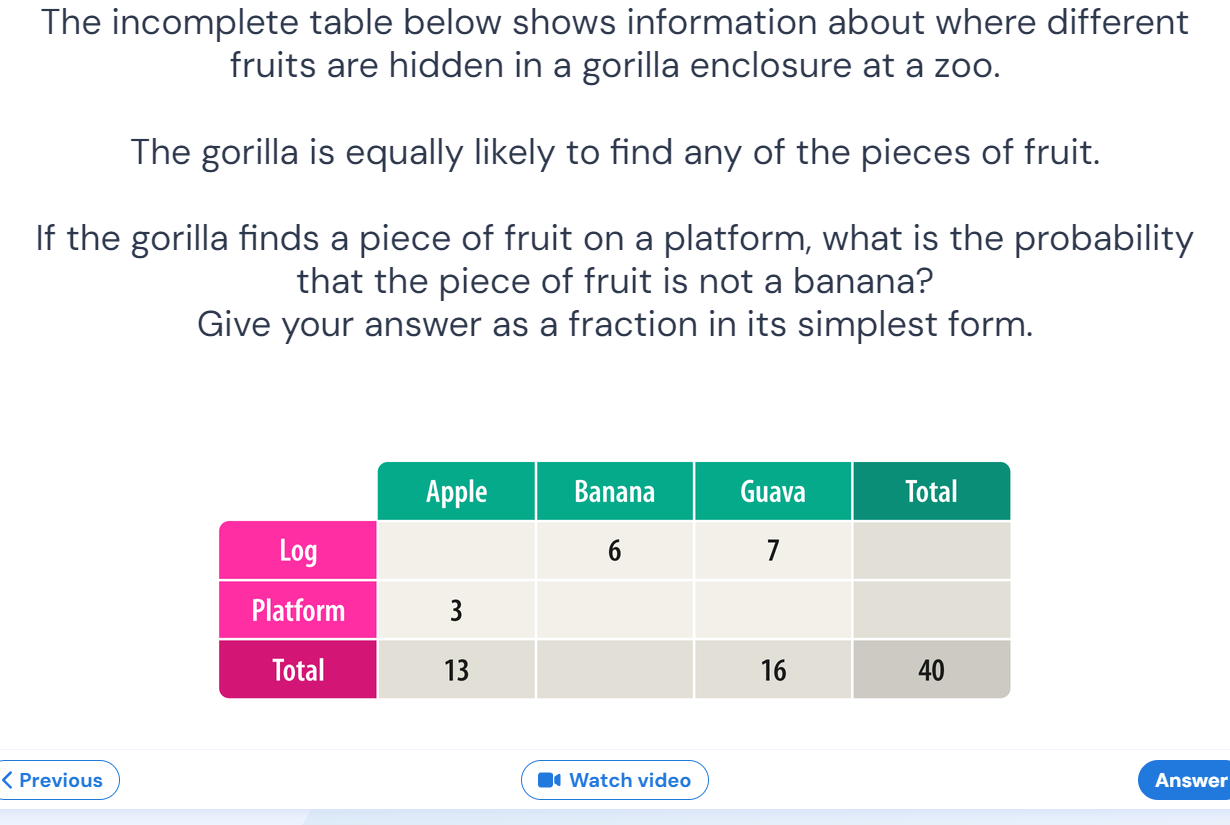 The incomplete table below shows information about where different
fruits are hidden in a gorilla enclosure at a zoo.
The gorilla is equally likely to find any of the pieces of fruit.
If the gorilla finds a piece of fruit on a platform, what is the probability
that the piece of fruit is not a banana?
Give your answer as a fraction in its simplest form.
Apple Banana Guava Total
Log 6 7
Platform 3
Total 13 16 40
Previous Watch video Answer